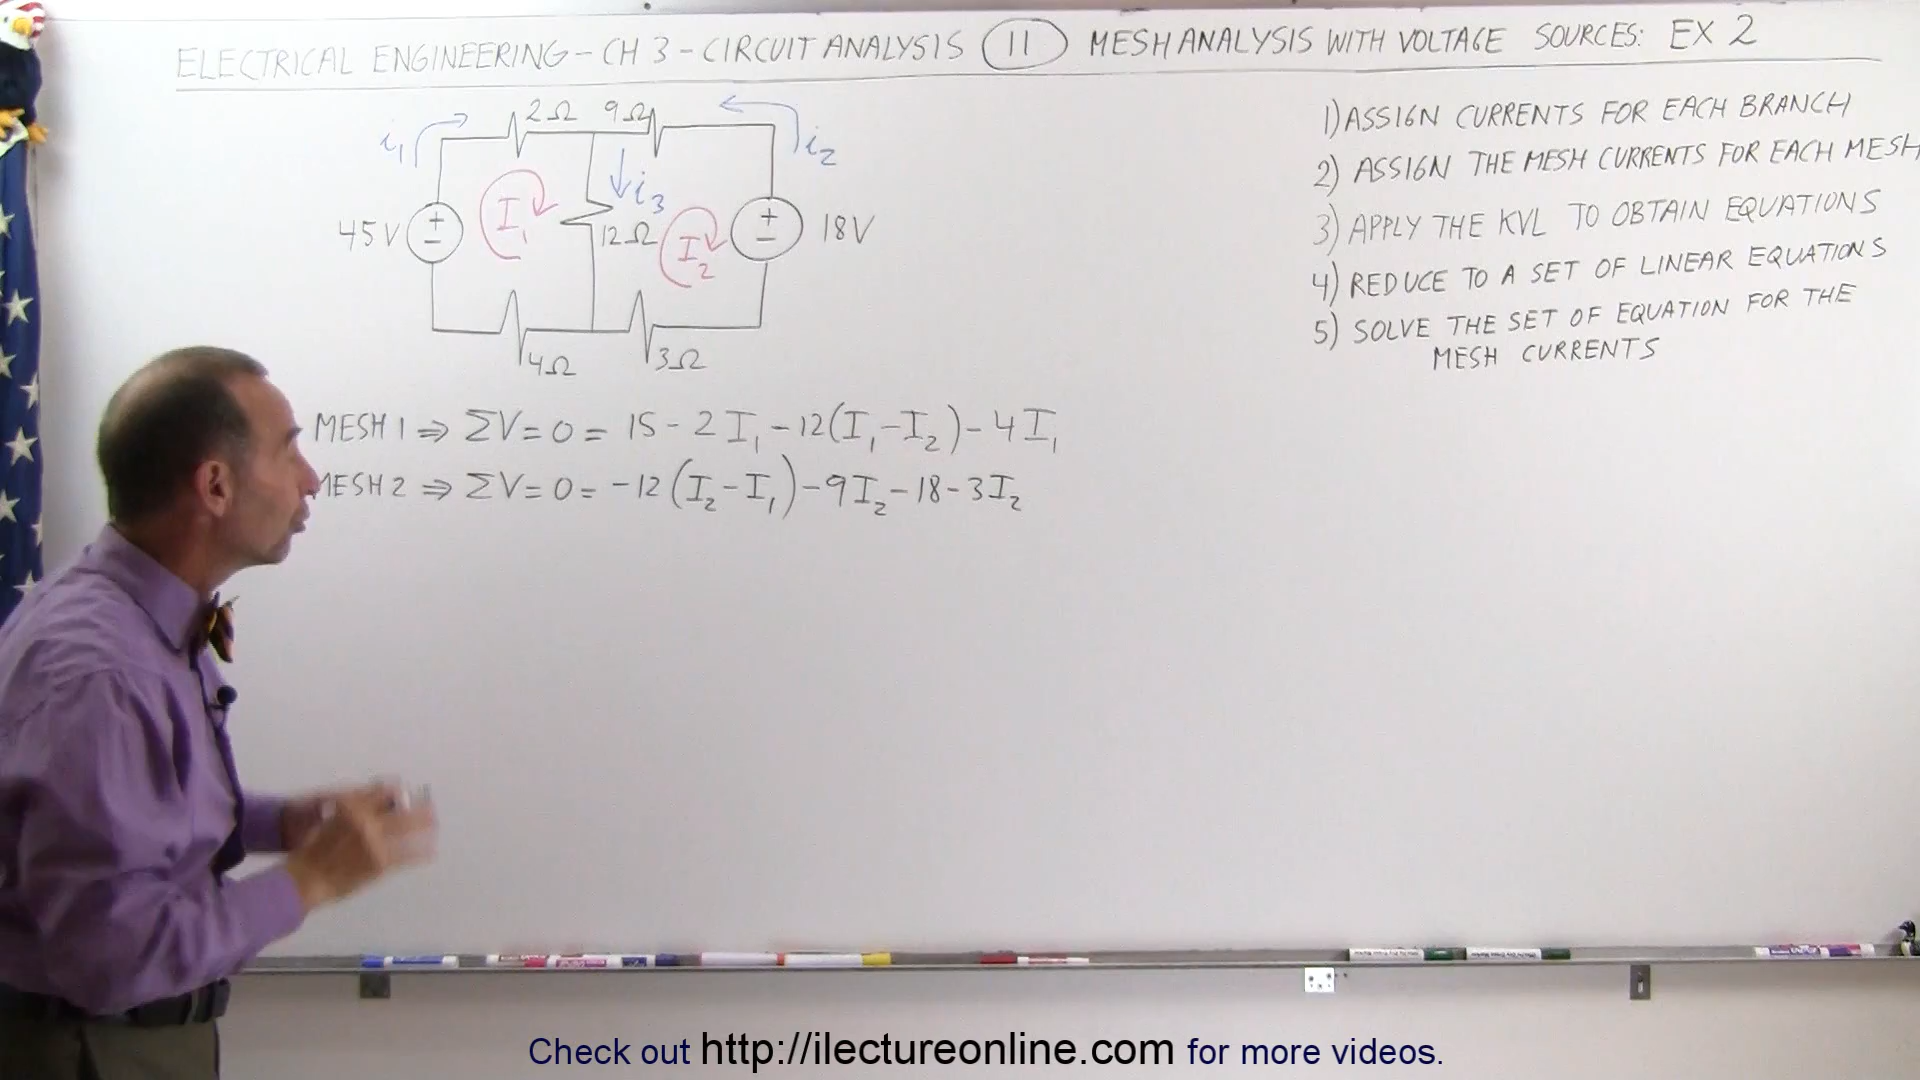 ELECTRICAL ENGINEERING - CH 3 - CIRCUIT ANALYSIS 11 MESH ANALYSIS WITH VOLTAGE SOURCES: EX 2
2Ω 9Ω
i₁ i₂
i₃
I₁
45V + − 12Ω I₂ + − 18V
4Ω 3Ω
1) ASSIGN CURRENTS FOR EACH BRANCH
2) ASSIGN THE MESH CURRENTS FOR EACH MESH
3) APPLY THE KVL TO OBTAIN EQUATIONS
4) REDUCE TO A SET OF LINEAR EQUATIONS
5) SOLVE THE SET OF EQUATION FOR THE
MESH CURRENTS
MESH 1 ⇒ ΣV = 0 = 15 - 2I₁ - 12(I₁ - I₂) - 4I₁
MESH 2 ⇒ ΣV = 0 = -12(I₂ - I₁) - 9I₂ - 18 - 3I₂
Check out http://ilectureonline.com for more videos.